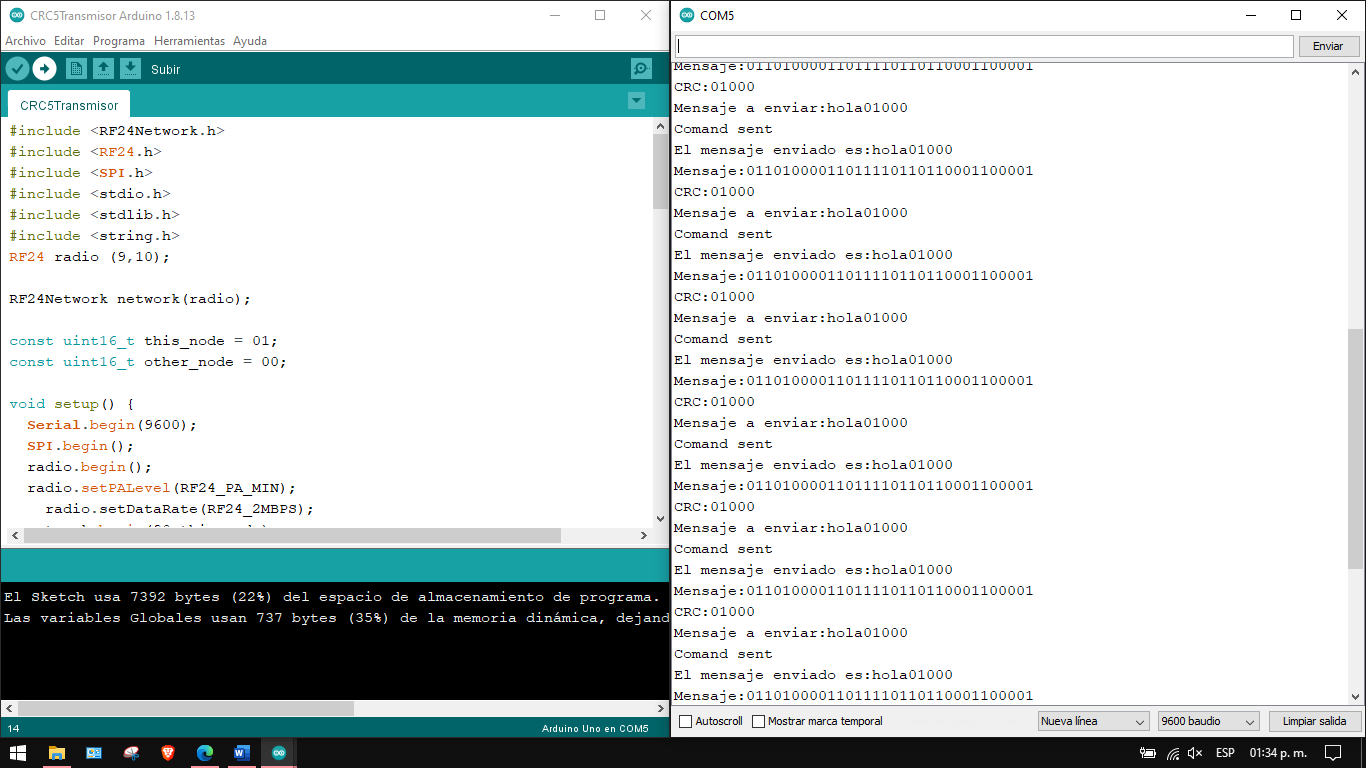 CRC5Transmisor Arduino 1.8.13
Archivo Editar Programa Herramientas Ayuda
Subir
CRC5Transmisor
#include <RF24Network.h>
#include <RF24.h>
#include <SPI.h>
#include <stdio.h>
#include <stdlib.h>
#include <string.h>
RF24 radio (9,10);
RF24Network network(radio);
const uint16_t this_node = 01;
const uint16_t other_node = 00;
void setup() {
Serial.begin(9600);
SPI.begin();
radio.begin();
radio.setPALevel(RF24_PA_MIN);
radio.setDataRate(RF24_2MBPS);
El Sketch usa 7392 bytes (22%) del espacio de almacenamiento de programa.
Las variables Globales usan 737 bytes (35%) de la memoria dinámica, dejand
14
Arduino Uno en COM5
COM5
Enviar
Mensaje:01101000011011110110110001100001
CRC:01000
Mensaje a enviar:hola01000
Comand sent
El mensaje enviado es:hola01000
Mensaje:01101000011011110110110001100001
CRC:01000
Mensaje a enviar:hola01000
Comand sent
El mensaje enviado es:hola01000
Mensaje:01101000011011110110110001100001
CRC:01000
Mensaje a enviar:hola01000
Comand sent
El mensaje enviado es:hola01000
Mensaje:01101000011011110110110001100001
CRC:01000
Mensaje a enviar:hola01000
Comand sent
El mensaje enviado es:hola01000
Mensaje:01101000011011110110110001100001
CRC:01000
Mensaje a enviar:hola01000
Comand sent
El mensaje enviado es:hola01000
Mensaje:01101000011011110110110001100001
CRC:01000
Mensaje a enviar:hola01000
Comand sent
El mensaje enviado es:hola01000
Mensaje:01101000011011110110110001100001
Autoscroll Mostrar marca temporal Nueva línea 9600 baudio Limpiar salida
ESP 01:34 p. m.